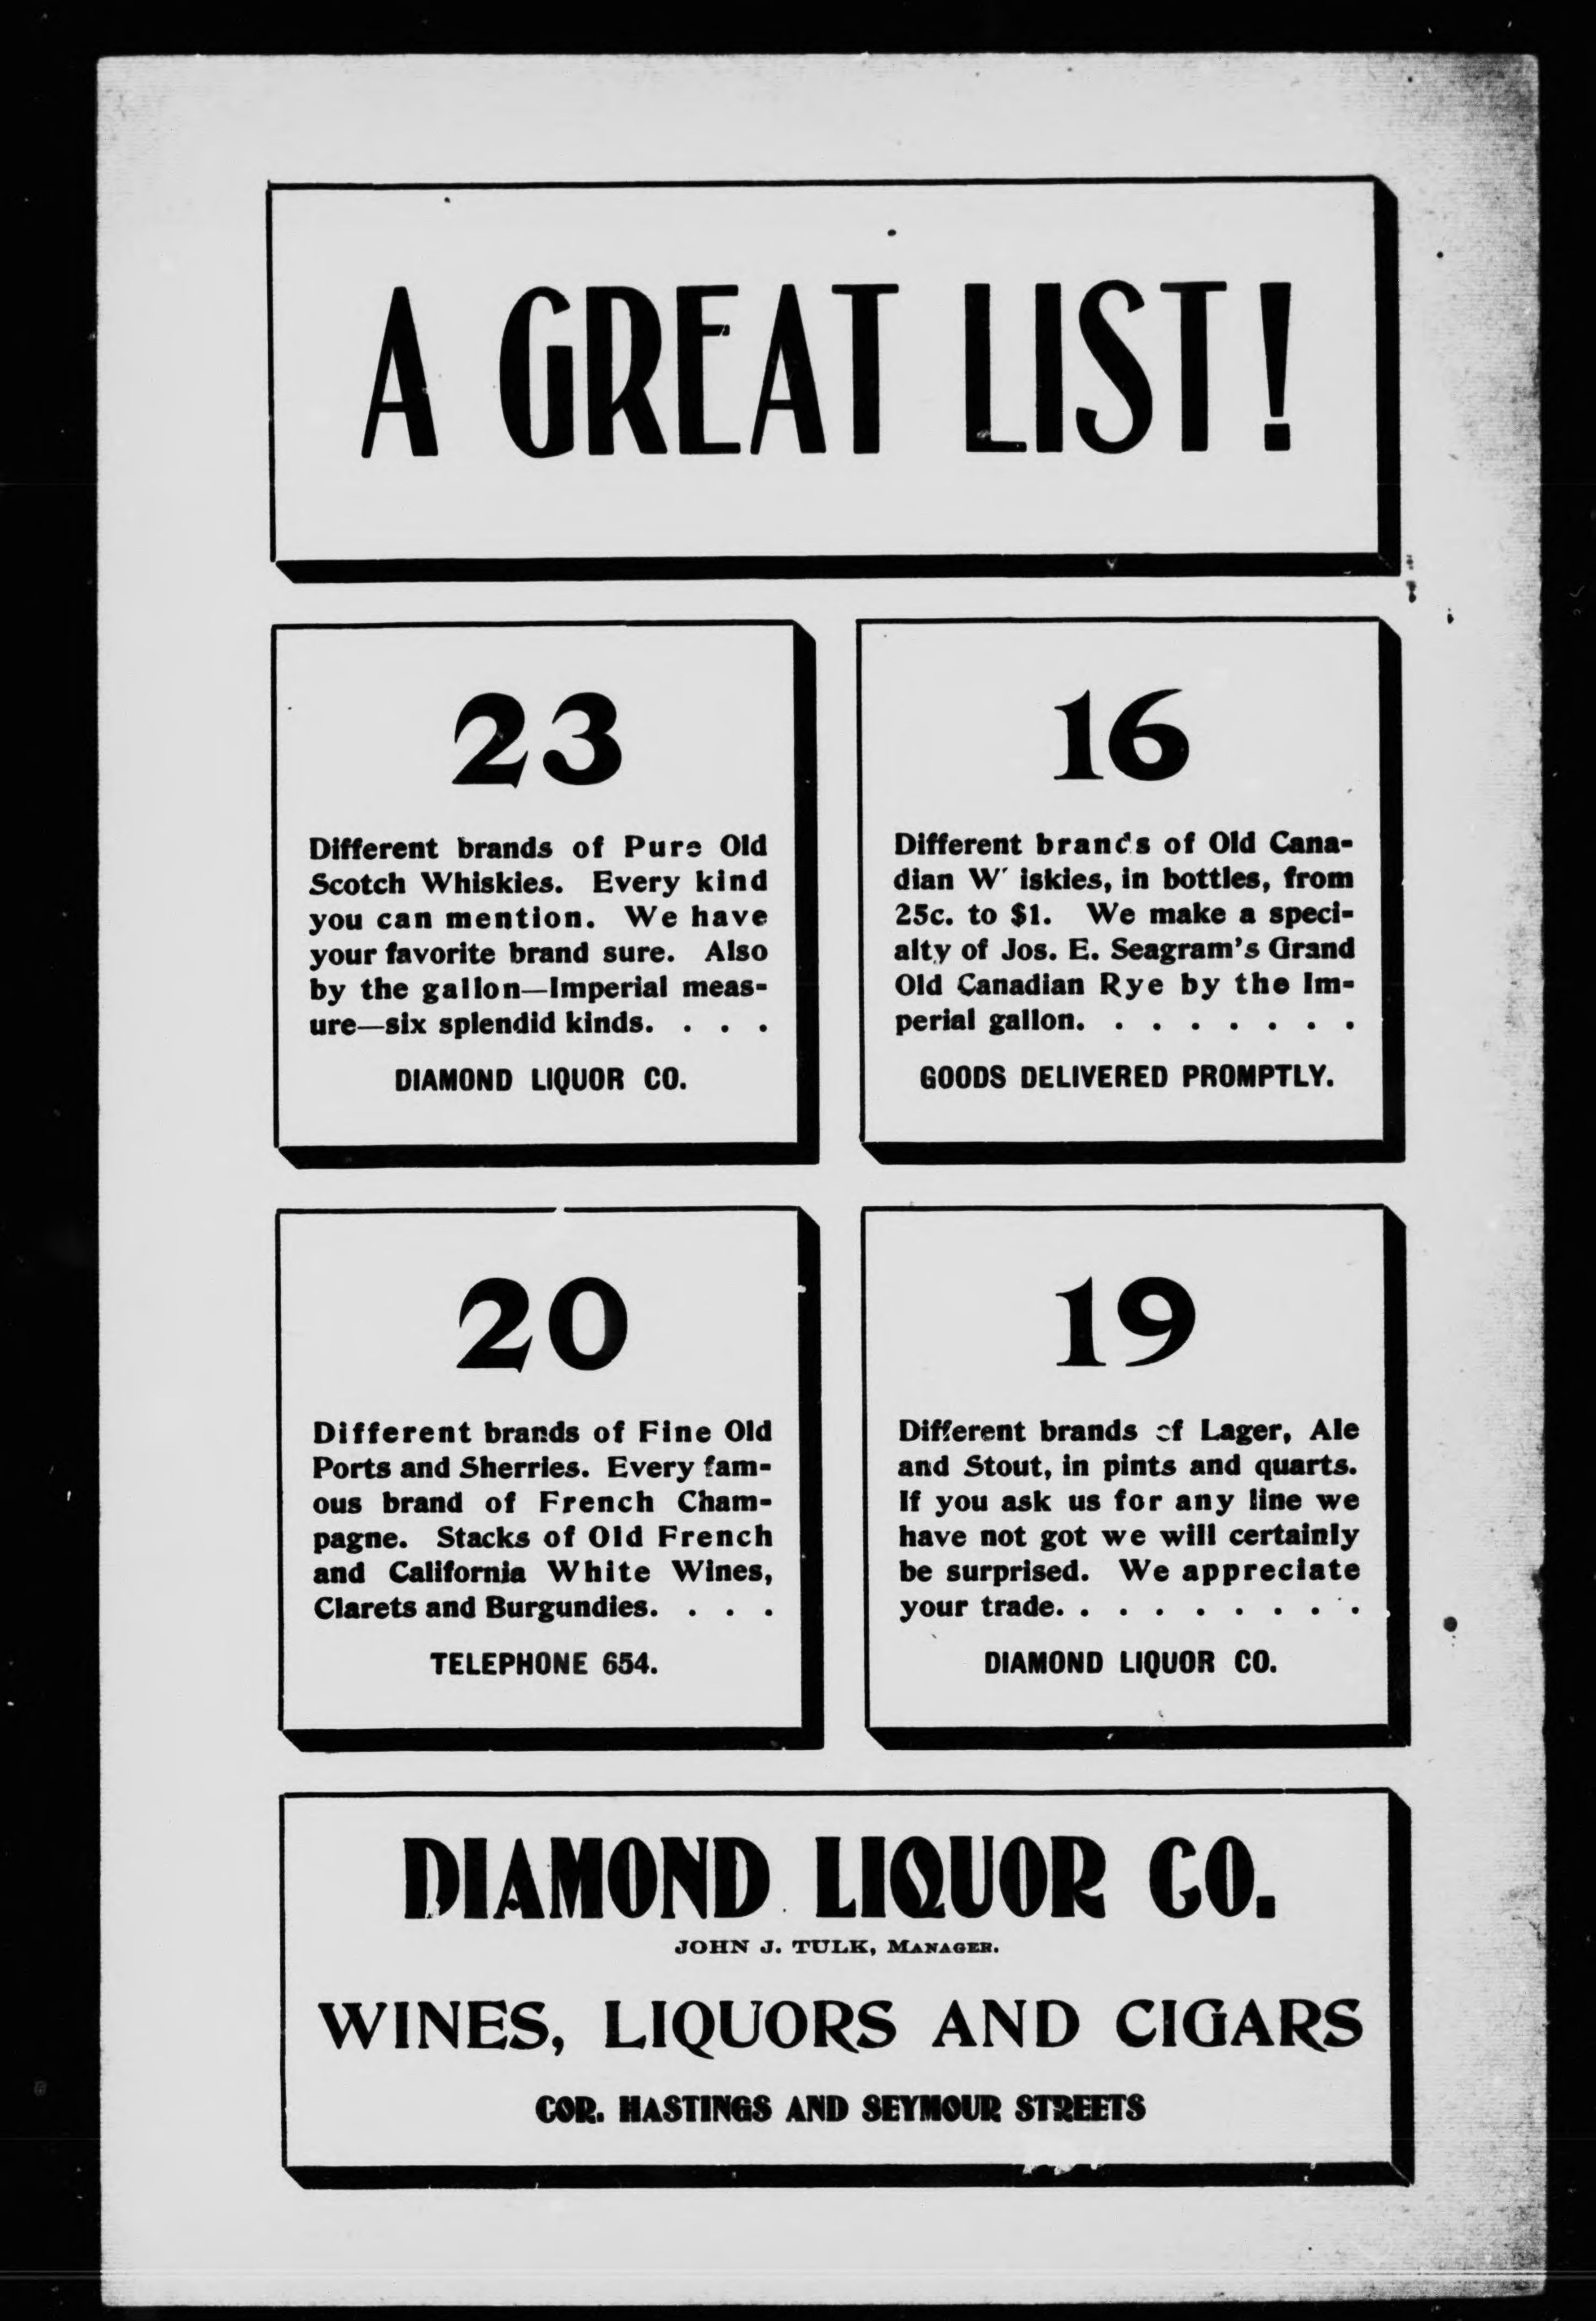 A GREAT LIST!
23
Different brands of Pure Old
Scotch Whiskies. Every kind
you can mention. We have
your favorite brand sure. Also
by the gallon—Imperial meas-
ure—six splendid kinds. . . .
DIAMOND LIQUOR CO.
16
Different brands of Old Cana-
dian W iskies, in bottles, from
25c. to $1. We make a speci-
alty of Jos. E. Seagram's Grand
Old Canadian Rye by the Im-
perial gallon. . . . . . . .
GOODS DELIVERED PROMPTLY.
20
Different brands of Fine Old
Ports and Sherries. Every fam-
ous brand of French Cham-
pagne. Stacks of Old French
and California White Wines,
Clarets and Burgundies. . . .
TELEPHONE 654.
19
Different brands of Lager, Ale
and Stout, in pints and quarts.
If you ask us for any line we
have not got we will certainly
be surprised. We appreciate
your trade. . . . . . . . .
DIAMOND LIQUOR CO.
DIAMOND LIQUOR CO.
JOHN J. TULK, MANAGER.
WINES, LIQUORS AND CIGARS
COR. HASTINGS AND SEYMOUR STREETS